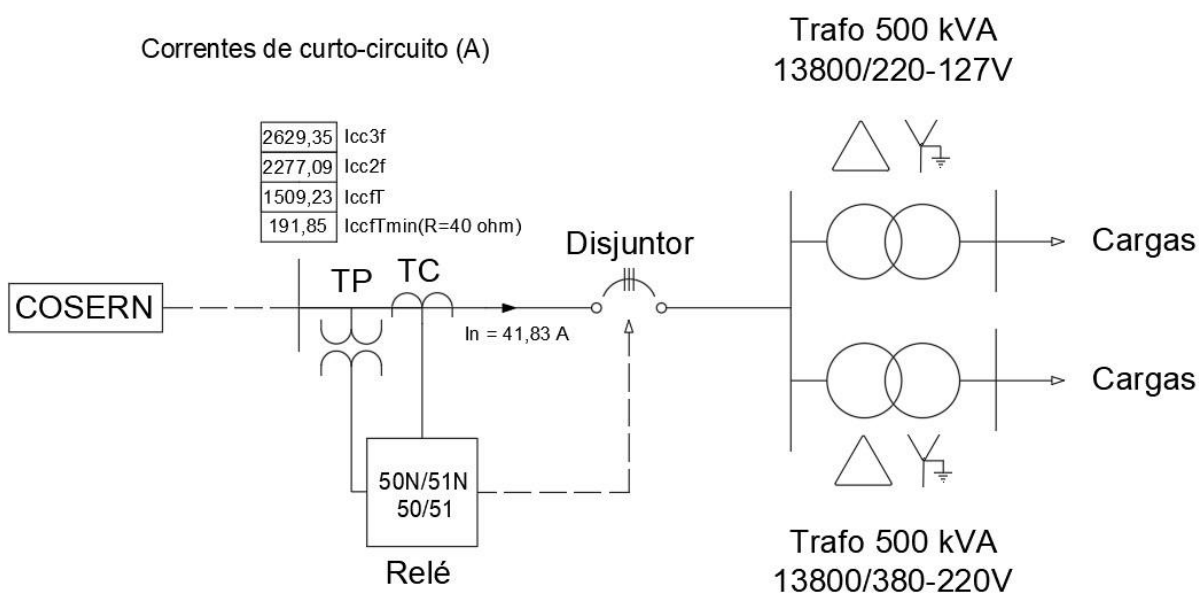 Correntes de curto-circuito (A)
Trafo 500 kVA
13800/220-127V
2629,35 Icc3f
2277,09 Icc2f
1509,23 IccfT
191,85 IccfTmin(R=40 ohm)
Disjuntor
TP
TC
Cargas
COSERN
In = 41,83 A
Cargas
50N/51N
50/51
Relé
Trafo 500 kVA
13800/380-220V